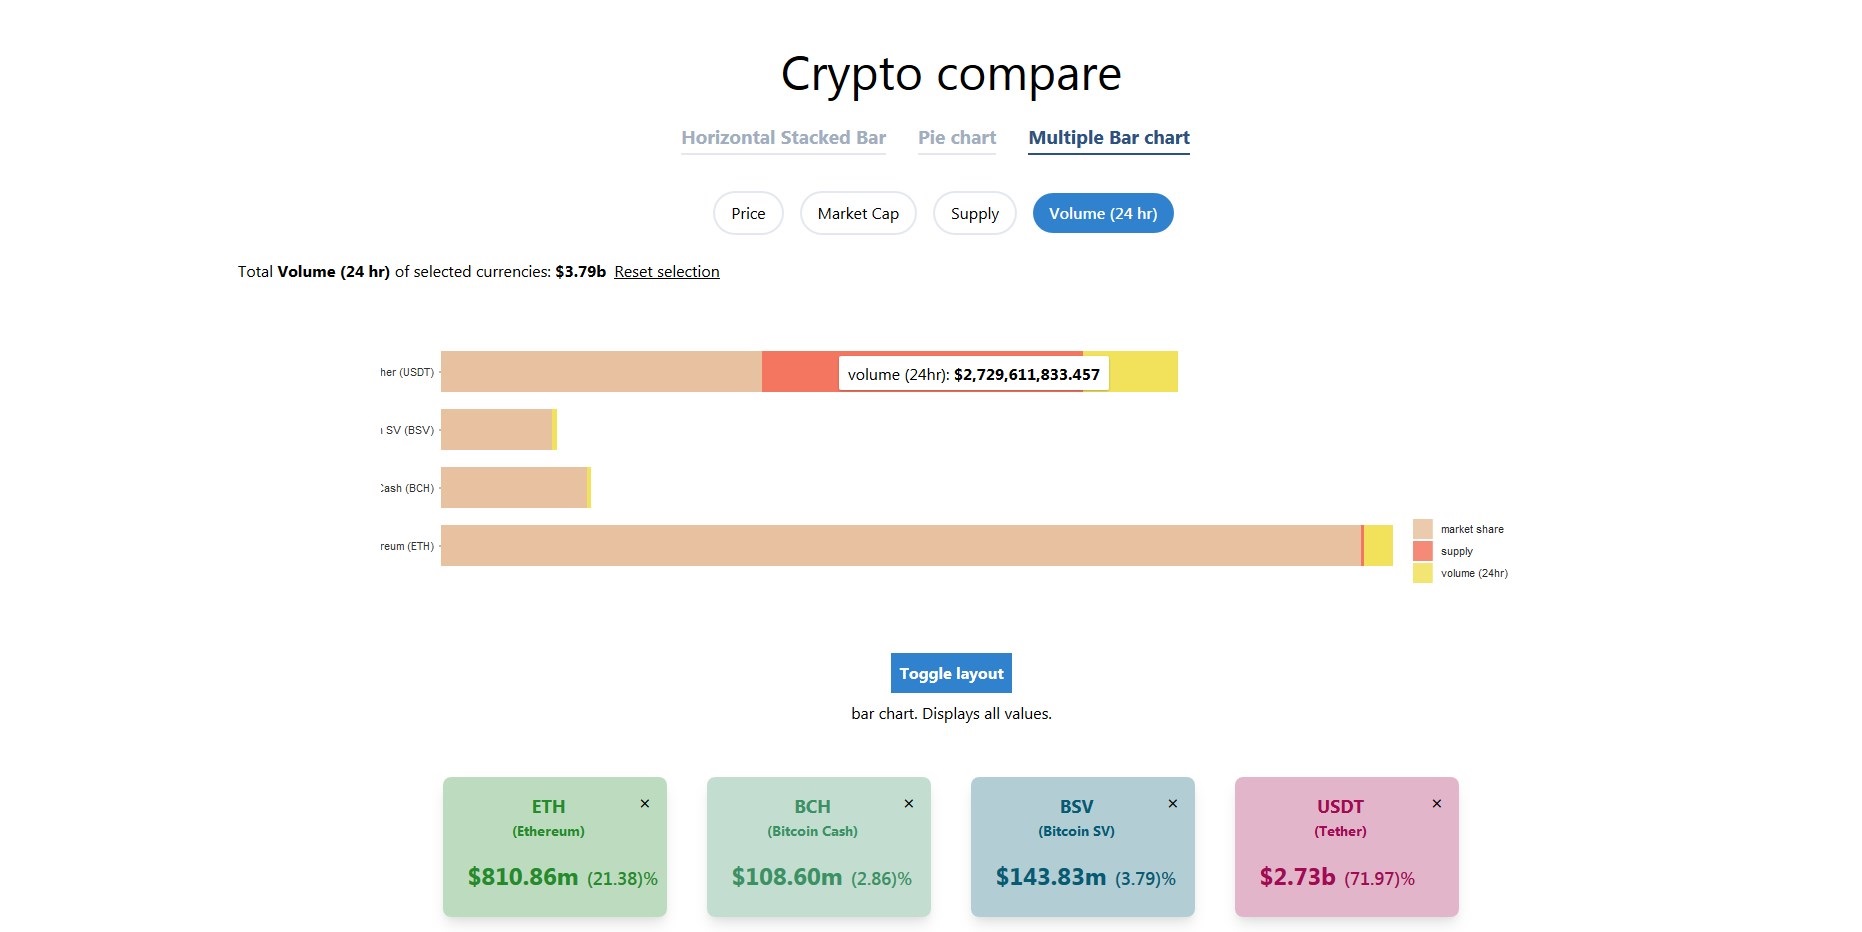 Crypto compare
Horizontal Stacked Bar Pie chart Multiple Bar chart
Price Market Cap Supply Volume (24 hr)
Total Volume (24 hr) of selected currencies: $3.79b Reset selection
her (USDT)
volume (24hr): $2,729,611,833.457
SV (BSV)
Cash (BCH)
reum (ETH)
market share
supply
volume (24hr)
Toggle layout
bar chart. Displays all values.
ETH ×
(Ethereum)
$810.86m (21.38)%
BCH ×
(Bitcoin Cash)
$108.60m (2.86)%
BSV ×
(Bitcoin SV)
$143.83m (3.79)%
USDT ×
(Tether)
$2.73b (71.97)%